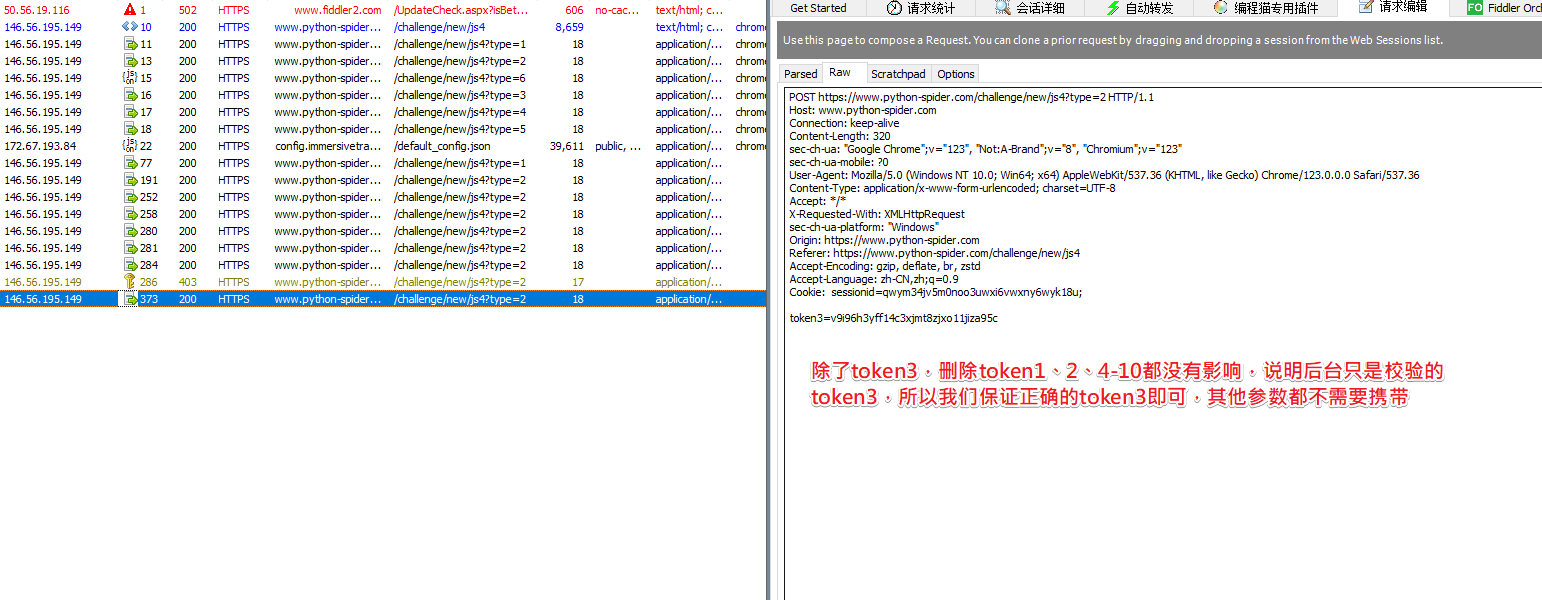 50.56.19.116 1 502 HTTPS www.fiddler2.com /UpdateCheck.aspx?isBet... 606 no-cac... text/html; c...
146.56.195.149 10 200 HTTPS www.python-spider... /challenge/new/js4 8,659 text/html; c... chrome
146.56.195.149 11 200 HTTPS www.python-spider... /challenge/new/js4?type=1 18 application/... chrome
146.56.195.149 13 200 HTTPS www.python-spider... /challenge/new/js4?type=2 18 application/... chrome
146.56.195.149 15 200 HTTPS www.python-spider... /challenge/new/js4?type=6 18 application/... chrome
146.56.195.149 16 200 HTTPS www.python-spider... /challenge/new/js4?type=3 18 application/... chrome
146.56.195.149 17 200 HTTPS www.python-spider... /challenge/new/js4?type=4 18 application/... chrome
146.56.195.149 18 200 HTTPS www.python-spider... /challenge/new/js4?type=5 18 application/... chrome
172.67.193.84 22 200 HTTPS config.immersivetra... /default_config.json 39,611 public, ... application/... chrome
146.56.195.149 77 200 HTTPS www.python-spider... /challenge/new/js4?type=1 18 application/...
146.56.195.149 191 200 HTTPS www.python-spider... /challenge/new/js4?type=2 18 application/...
146.56.195.149 252 200 HTTPS www.python-spider... /challenge/new/js4?type=2 18 application/...
146.56.195.149 258 200 HTTPS www.python-spider... /challenge/new/js4?type=2 18 application/...
146.56.195.149 280 200 HTTPS www.python-spider... /challenge/new/js4?type=2 18 application/...
146.56.195.149 281 200 HTTPS www.python-spider... /challenge/new/js4?type=2 18 application/...
146.56.195.149 284 200 HTTPS www.python-spider... /challenge/new/js4?type=2 18 application/...
146.56.195.149 286 403 HTTPS www.python-spider... /challenge/new/js4?type=2 17 application/...
146.56.195.149 373 200 HTTPS www.python-spider... /challenge/new/js4?type=2 18 application/...
Get Started 请求统计 会话详细 自动转发 编程猫专用插件 请求编辑 FO Fiddler Orch
Use this page to compose a Request. You can clone a prior request by dragging and dropping a session from the Web Sessions list.
Parsed Raw Scratchpad Options
POST https://www.python-spider.com/challenge/new/js4?type=2 HTTP/1.1
Host: www.python-spider.com
Connection: keep-alive
Content-Length: 320
sec-ch-ua: "Google Chrome";v="123", "Not:A-Brand";v="8", "Chromium";v="123"
sec-ch-ua-mobile: ?0
User-Agent: Mozilla/5.0 (Windows NT 10.0; Win64; x64) AppleWebKit/537.36 (KHTML, like Gecko) Chrome/123.0.0.0 Safari/537.36
Content-Type: application/x-www-form-urlencoded; charset=UTF-8
Accept: */*
X-Requested-With: XMLHttpRequest
sec-ch-ua-platform: "Windows"
Origin: https://www.python-spider.com
Referer: https://www.python-spider.com/challenge/new/js4
Accept-Encoding: gzip, deflate, br, zstd
Accept-Language: zh-CN,zh;q=0.9
Cookie: sessionid=qwym34jv5m0noo3uwxi6vwxny6wyk18u;
token3=v9i96h3yff14c3xjmt8zjxo11jiza95c
除了token3，删除token1、2、4-10都没有影响，说明后台只是校验的
token3，所以我们保证正确的token3即可，其他参数都不需要携带